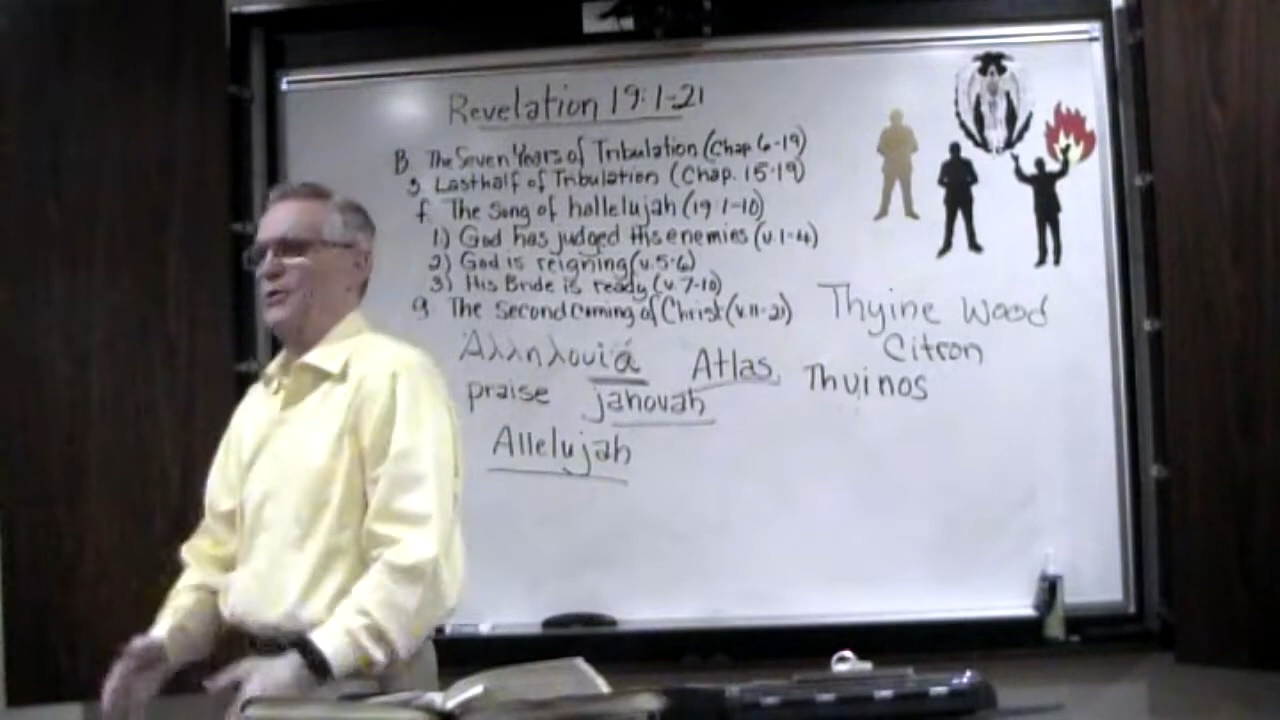 Revelation 19:1-21
B. The Seven Years of Tribulation (Chap 6-19)
3. Last half of Tribulation (Chap. 15-19)
f. The Song of hallelujah (19:1-10)
1.) God has judged His enemies (v.1-4)
2) God is reigning (v.5-6)
3) His Bride is ready (v.7-10)
g The Second Coming of Christ (v.11-21)
Thyine Wood
Citron
Ἁλληλουϊά
Atlas
Thuinos
praise jahovah
Allelujah